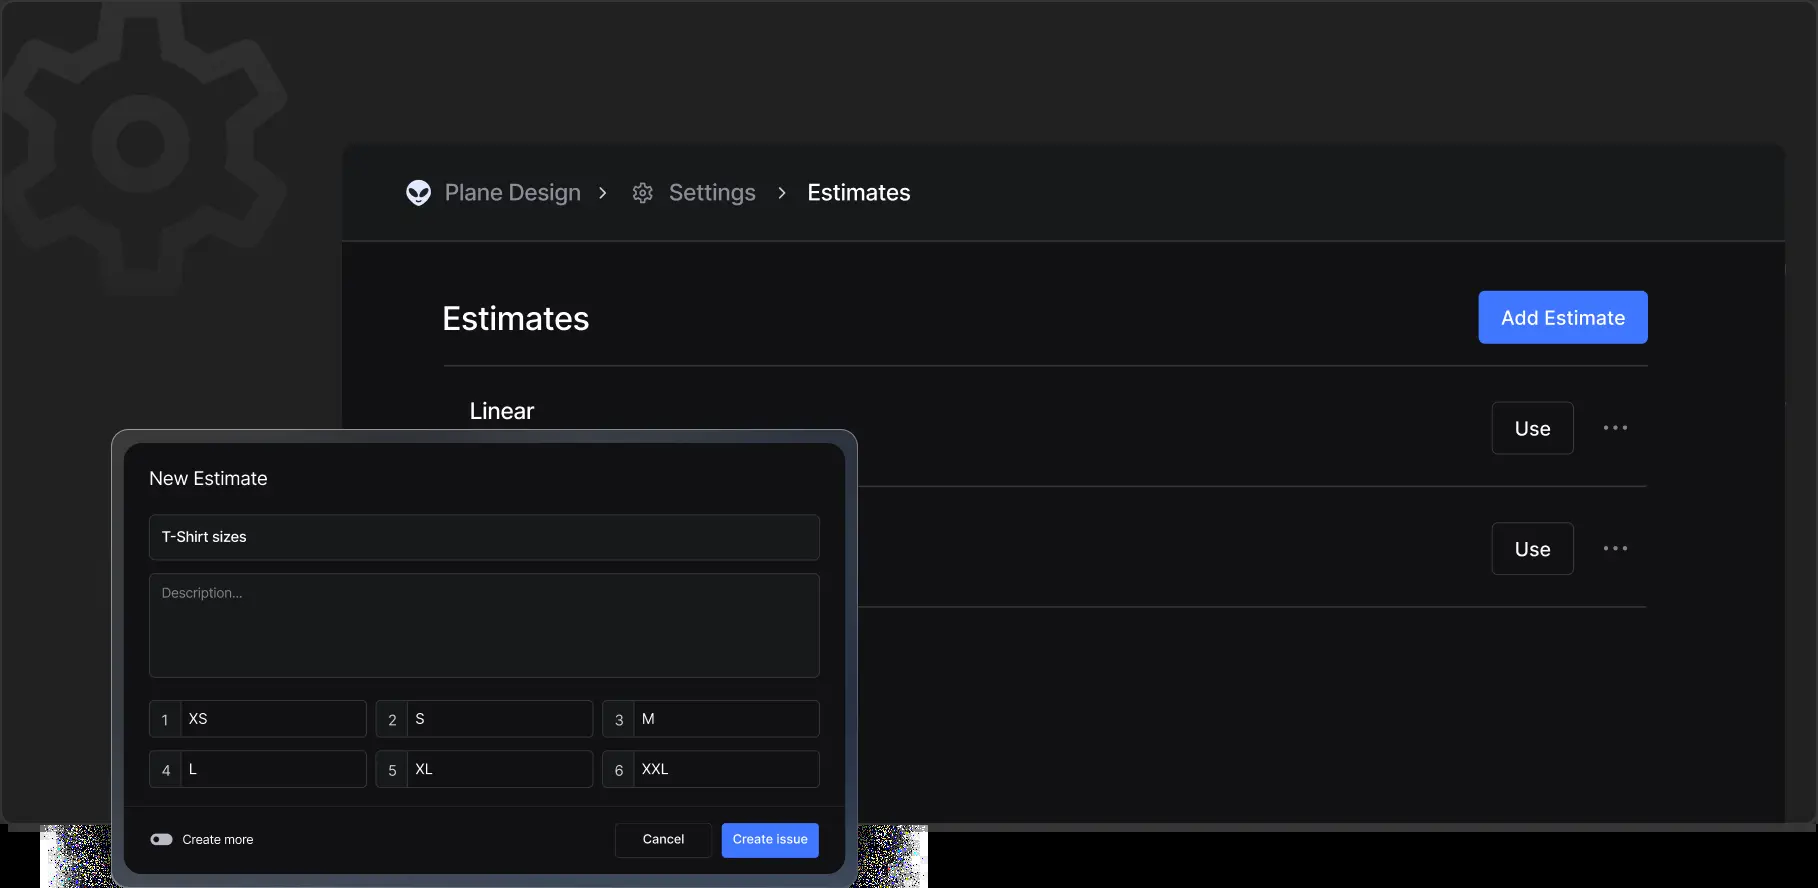 Plane Design > Settings > Estimates
Estimates
Add Estimate
Linear
Use
Use
New Estimate
T-Shirt sizes
Description...
1 XS 2 S 3 M
4 L 5 XL 6 XXL
Create more Cancel Create issue